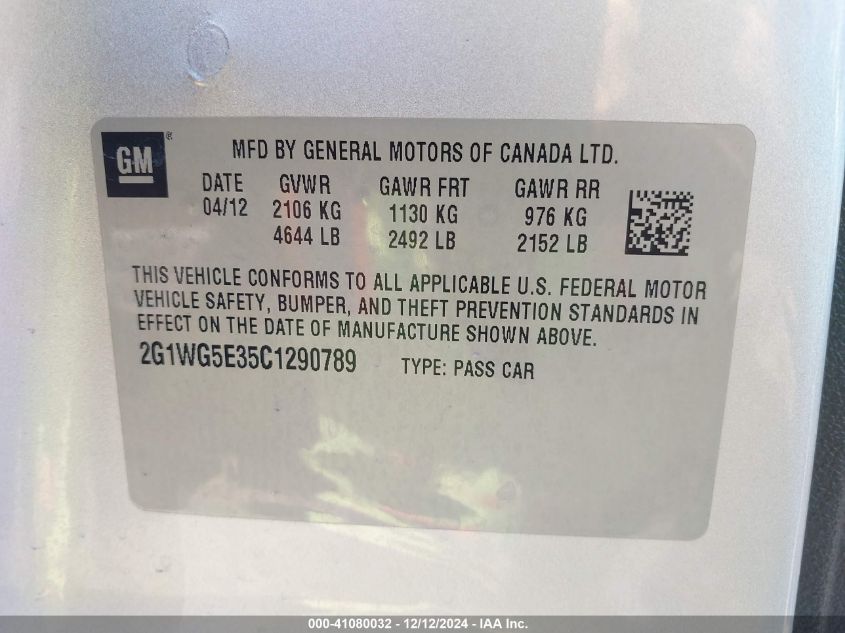 GM ®
MFD BY GENERAL MOTORS OF CANADA LTD.
DATE GVWR GAWR FRT GAWR RR
04/12 2106 KG 1130 KG 976 KG
4644 LB 2492 LB 2152 LB
THIS VEHICLE CONFORMS TO ALL APPLICABLE U.S. FEDERAL MOTOR
VEHICLE SAFETY, BUMPER, AND THEFT PREVENTION STANDARDS IN
EFFECT ON THE DATE OF MANUFACTURE SHOWN ABOVE.
2G1WG5E35C1290789 TYPE: PASS CAR
000-41080032 - 12/12/2024 - IAA Inc.